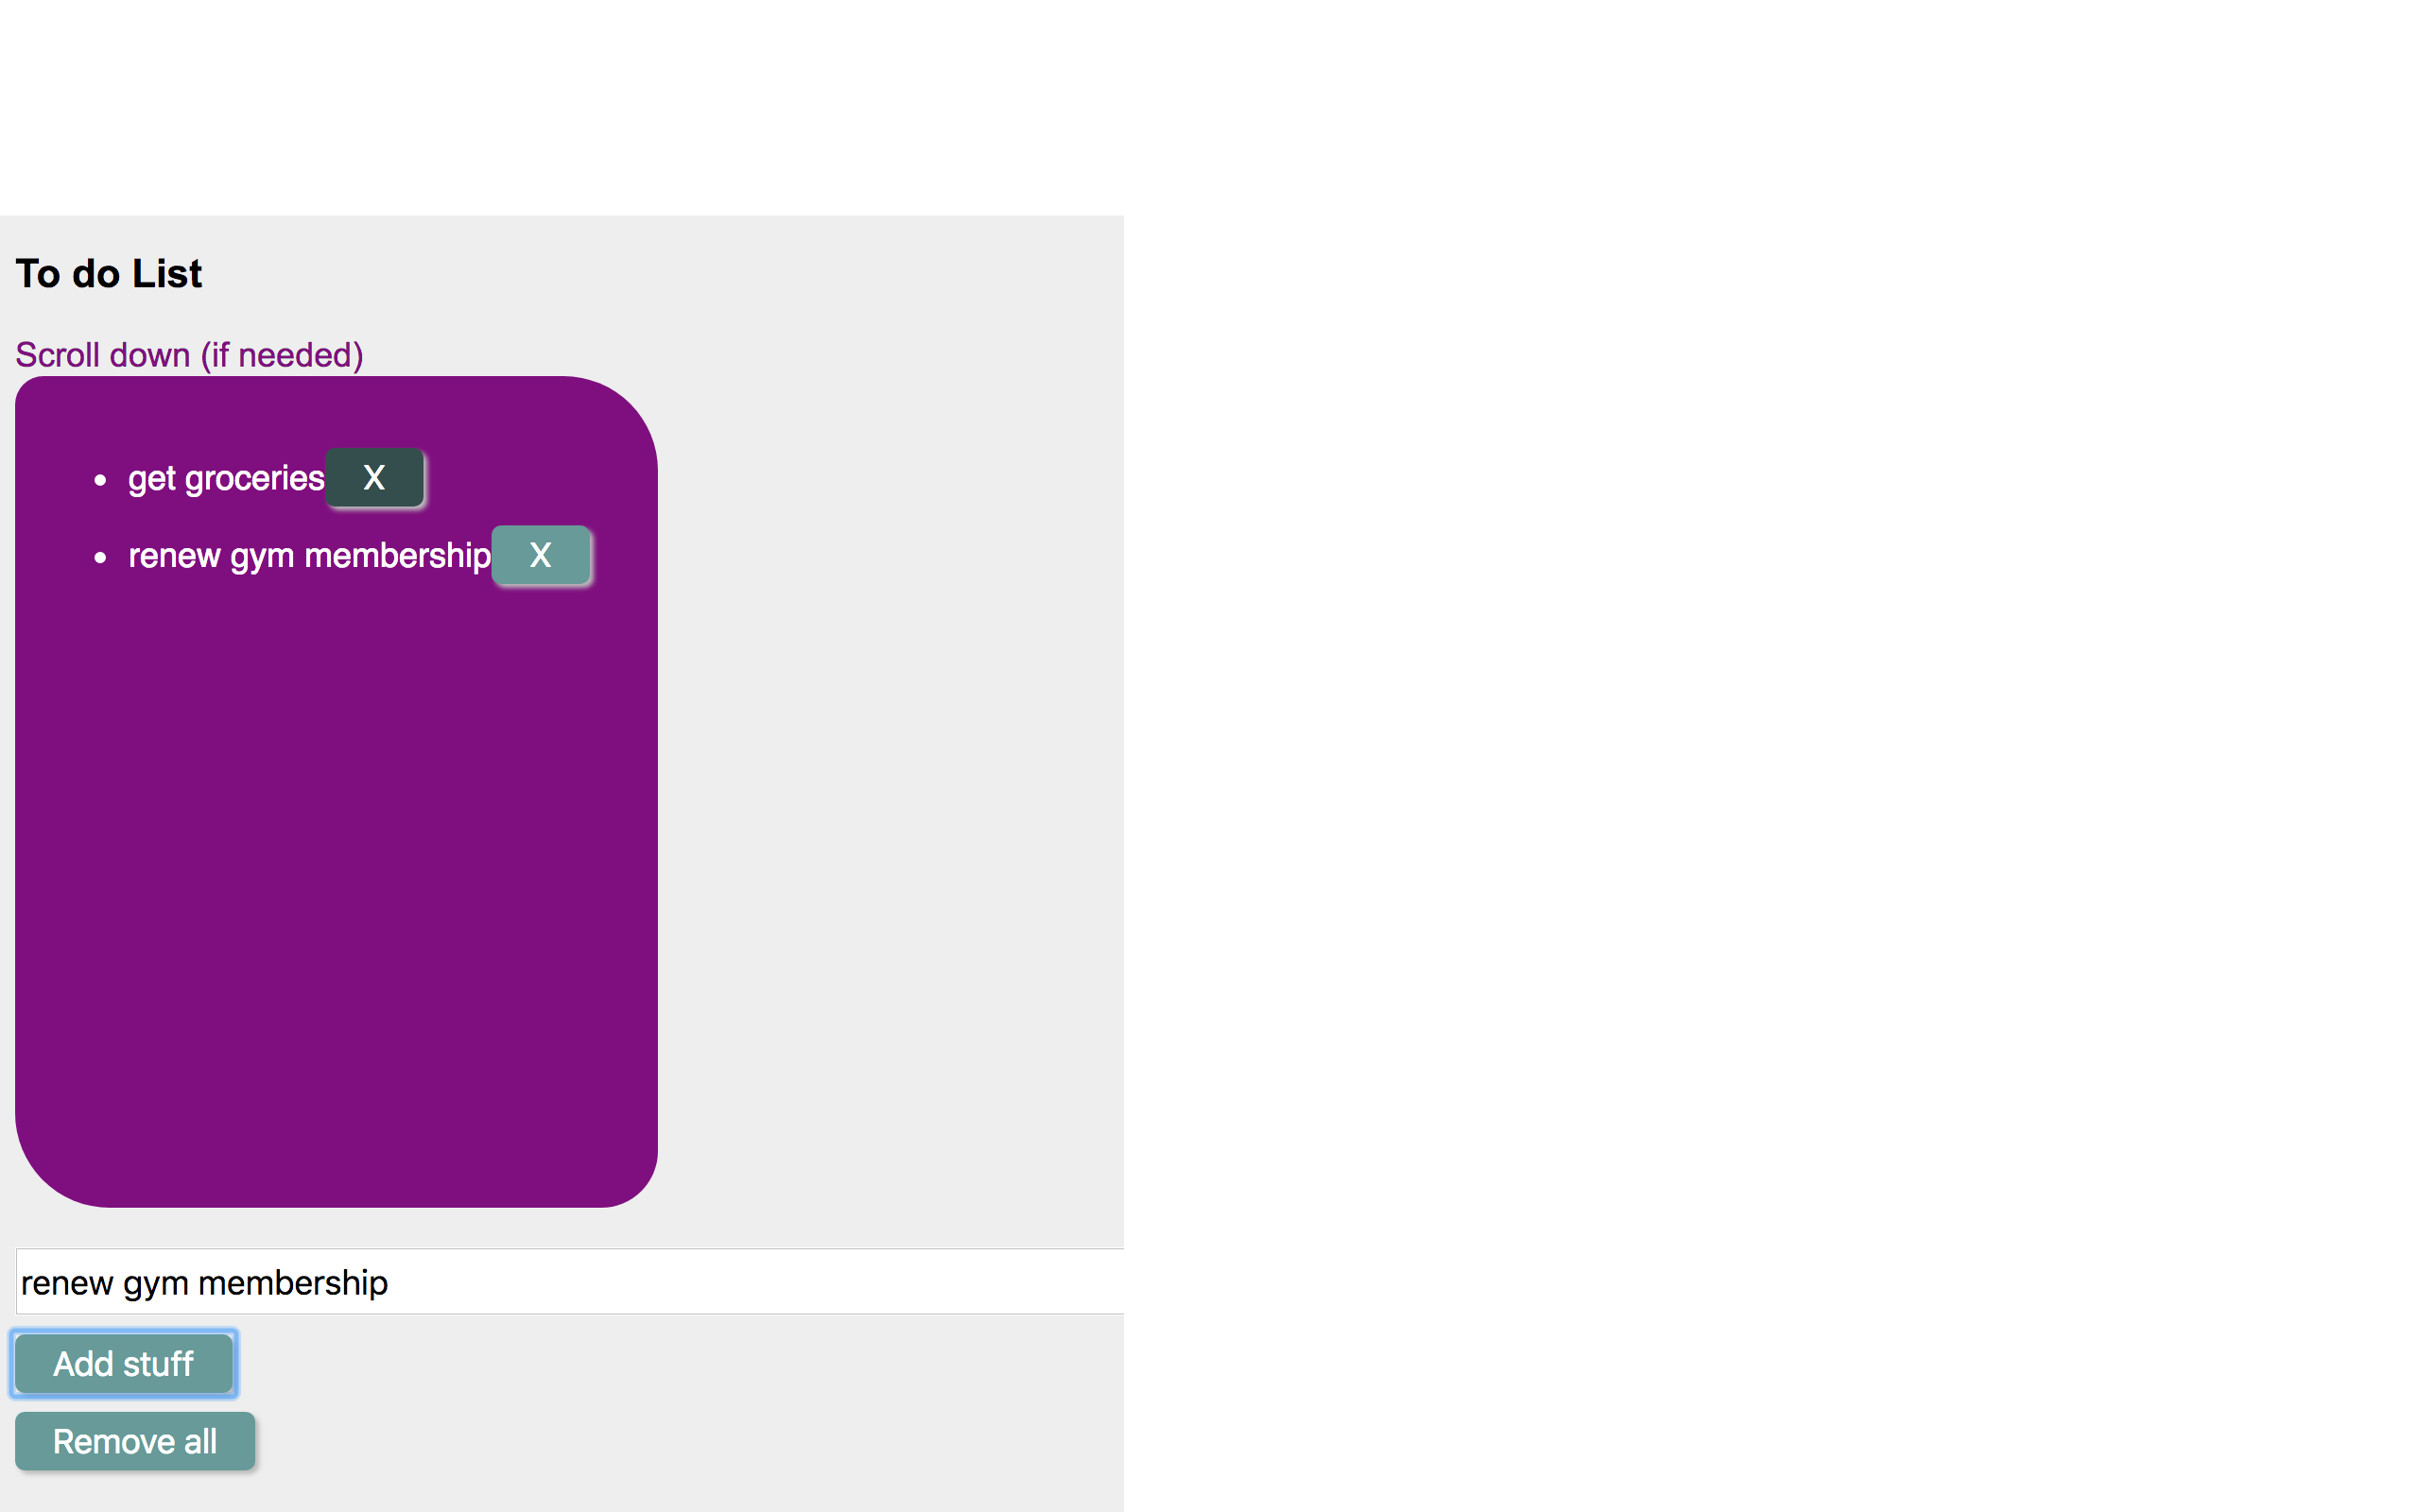 To do List
Scroll down (if needed)
get groceries X
renew gym membership X
renew gym membership
Add stuff
Remove all